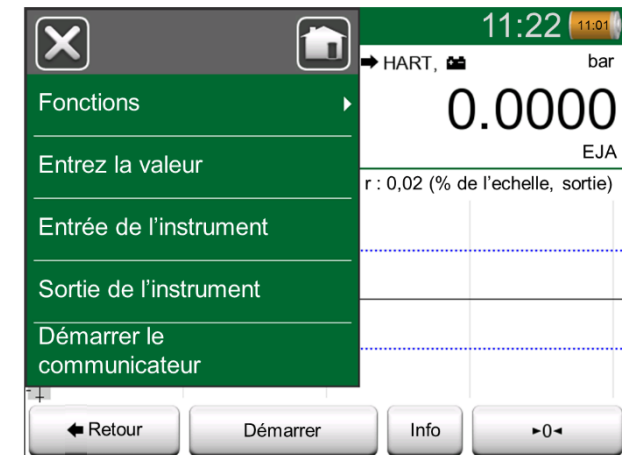 11:22 11:01
➡ HART, bar
Fonctions
0.0000
Entrez la valeur
EJA
r : 0,02 (% de l'echelle, sortie)
Entrée de l'instrument
Sortie de l'instrument
Démarrer le
communicateur
Retour Démarrer Info ►0◄